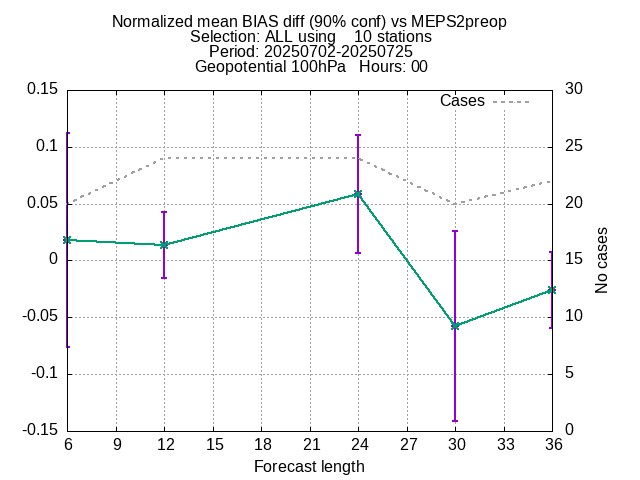 Normalized mean BIAS diff (90% conf) vs MEPS2preop
Selection: ALL using    10 stations
Period: 20250702-20250725
Geopotential 100hPa   Hours: 00
Cases
0.15
0.1
0.05
0
-0.05
-0.1
-0.15
30
25
20
15
10
5
0
No cases
6 9 12 15 18 21 24 27 30 33 36
Forecast length